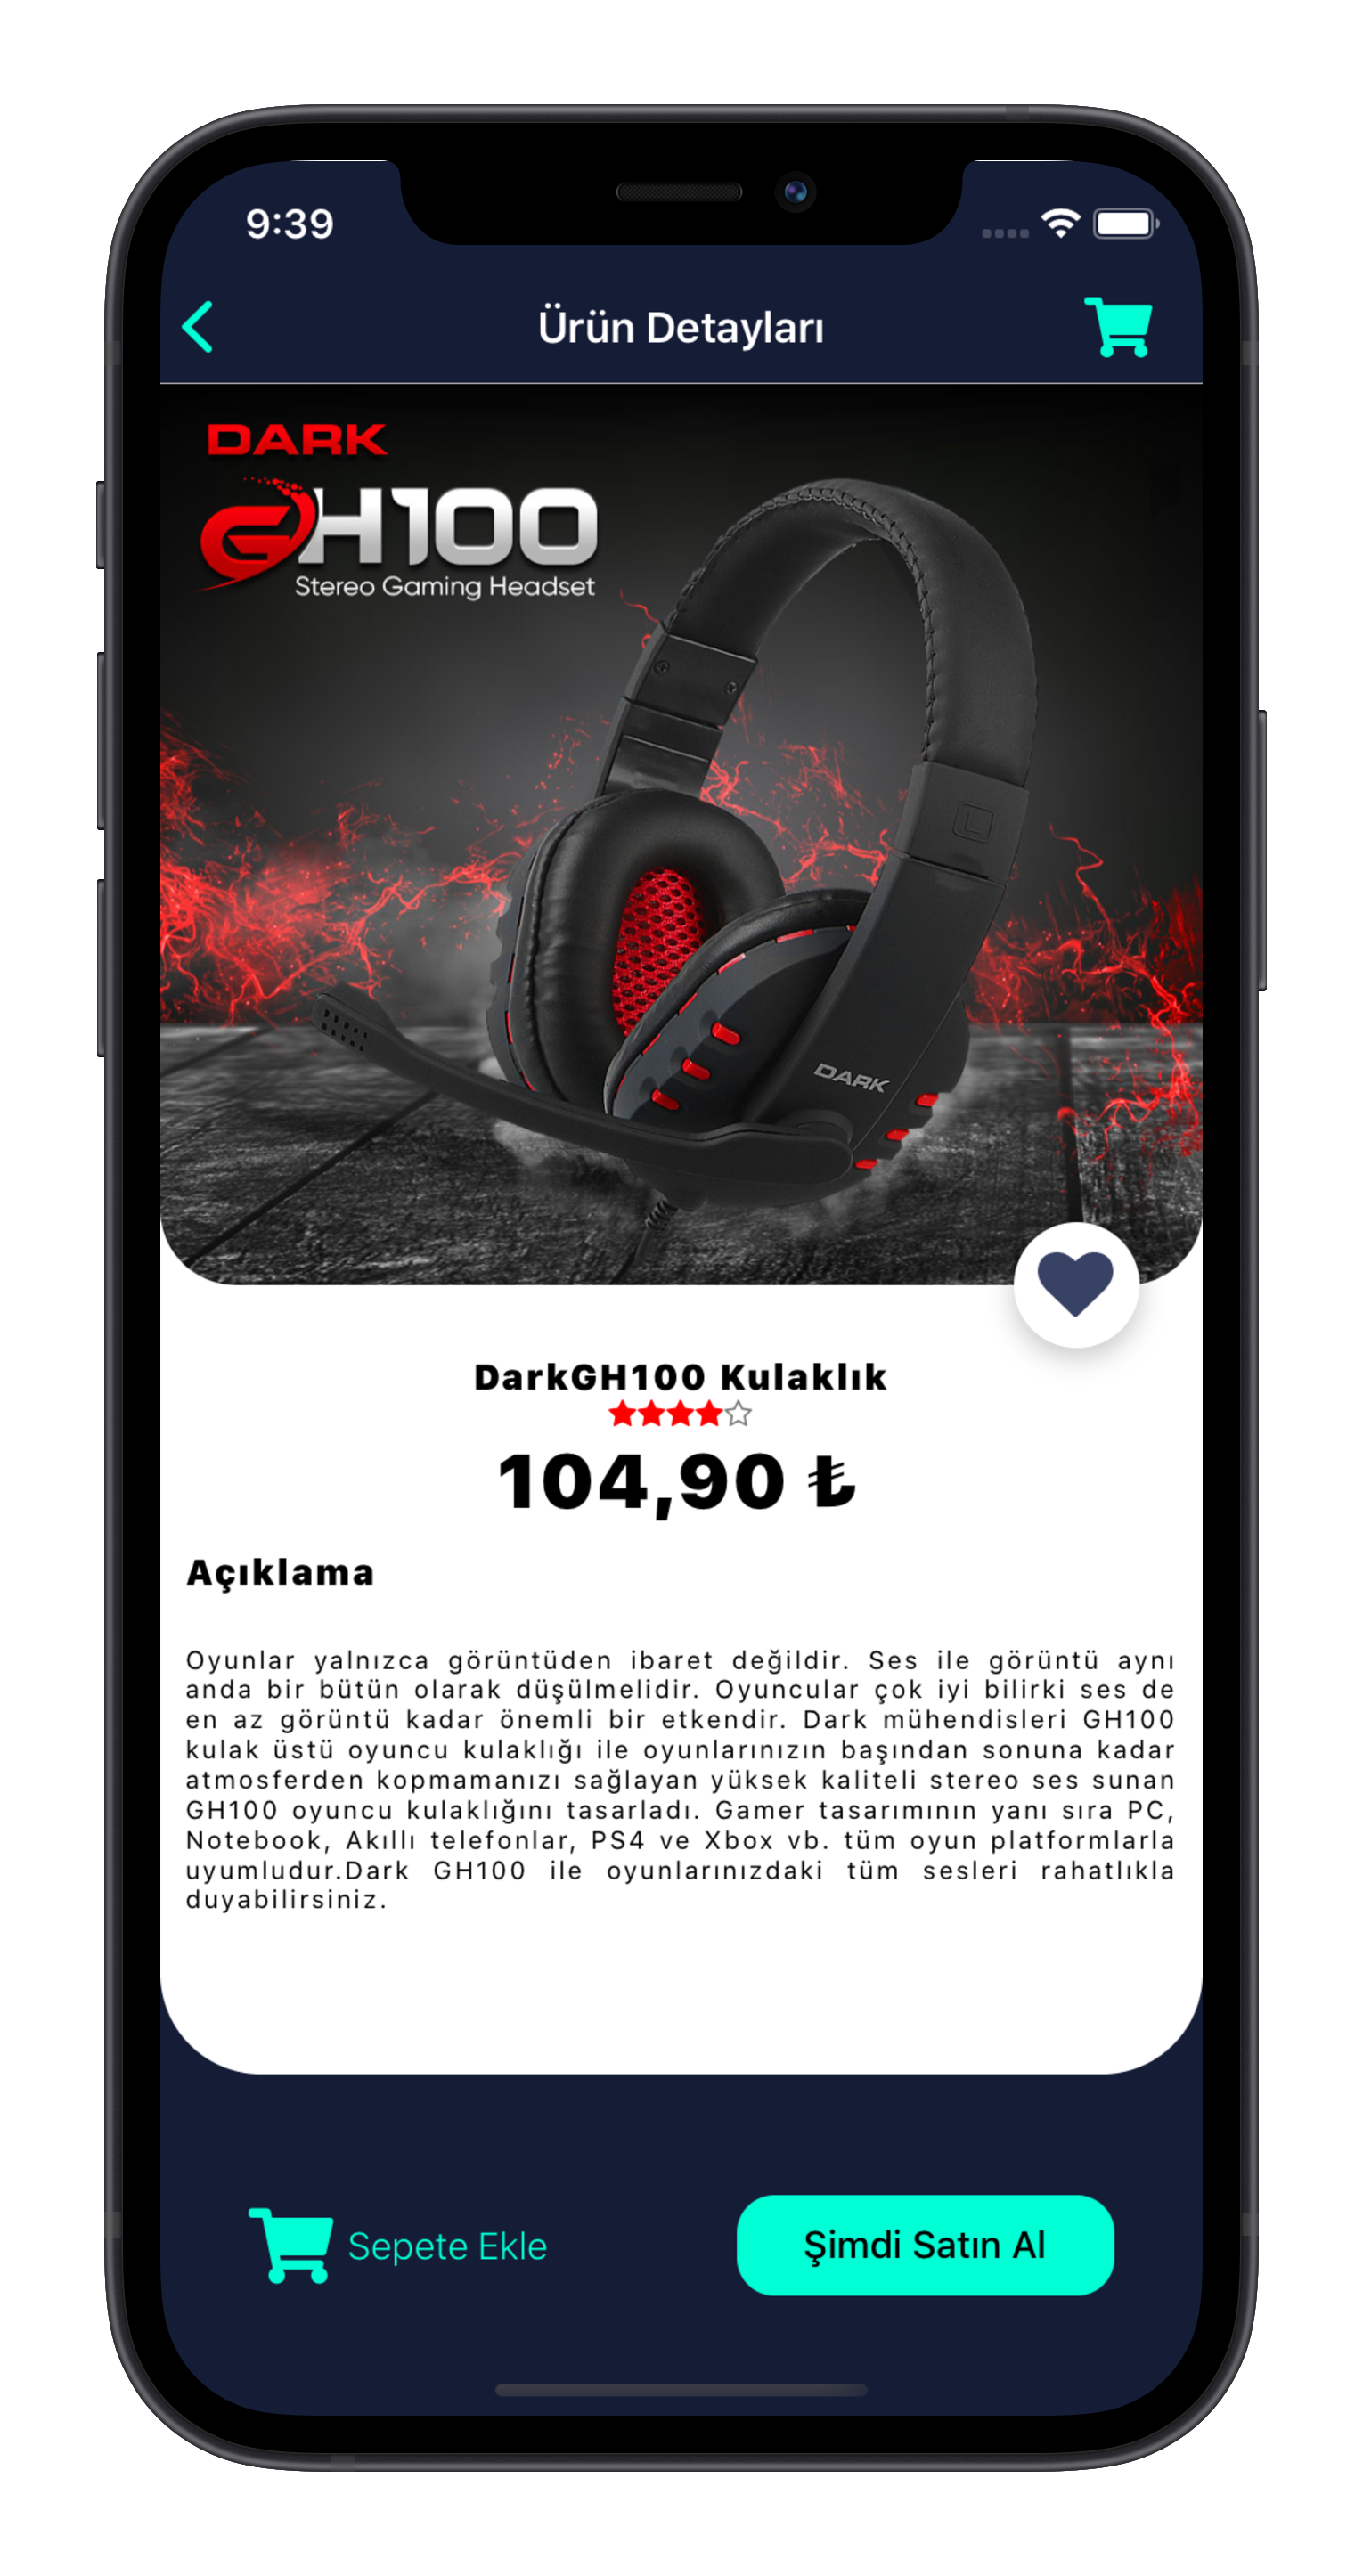 9:39
Ürün Detayları
DARK
GH100
Stereo Gaming Headset
L
DARK
DarkGH100 Kulaklık
104,90 ₺
Açıklama
Oyunlar yalnızca görüntüden ibaret değildir. Ses ile görüntü aynı
anda bir bütün olarak düşülmelidir. Oyuncular çok iyi bilirki ses de
en az görüntü kadar önemli bir etkendir. Dark mühendisleri GH100
kulak üstü oyuncu kulaklığı ile oyunlarınızın başından sonuna kadar
atmosferden kopmamanızı sağlayan yüksek kaliteli stereo ses sunan
GH100 oyuncu kulaklığını tasarladı. Gamer tasarımının yanı sıra PC,
Notebook, Akıllı telefonlar, PS4 ve Xbox vb. tüm oyun platformlarla
uyumludur.Dark GH100 ile oyunlarınızdaki tüm sesleri rahatlıkla
duyabilirsiniz.
Sepete Ekle
Şimdi Satın Al